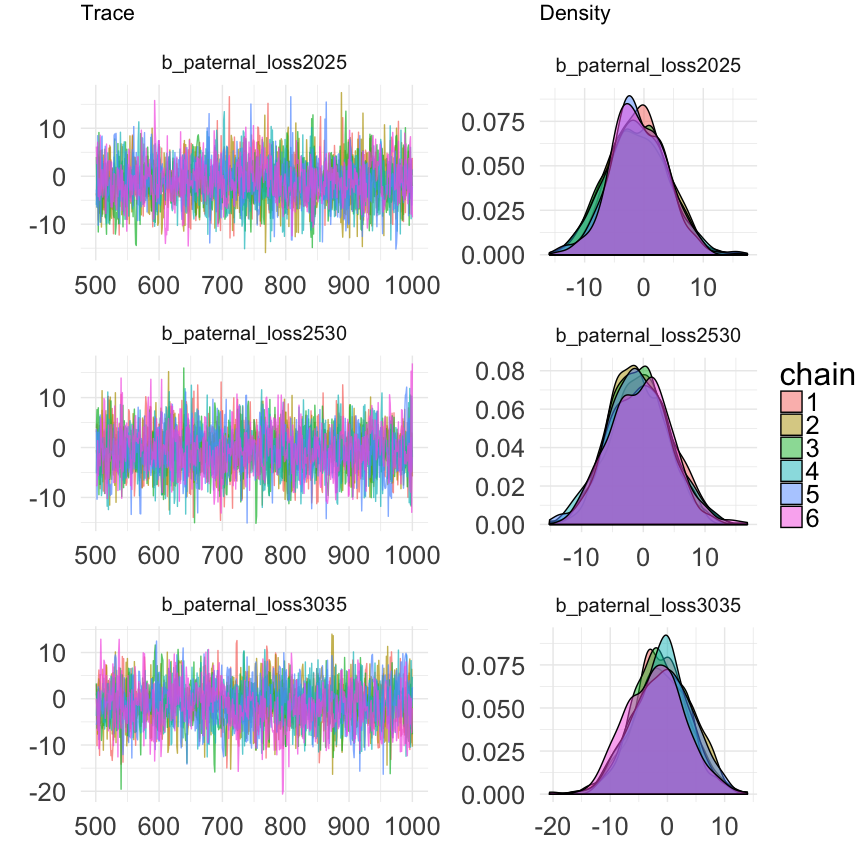 Trace
Density
b_paternal_loss2025
b_paternal_loss2025
10
0
-10
500 600 700 800 900 1000
0.075
0.050
0.025
0.000
-10 0 10
b_paternal_loss2530
b_paternal_loss2530
10
0
-10
500 600 700 800 900 1000
0.08
0.06
0.04
0.02
0.00
-10 0 10
chain
1
2
3
4
5
6
b_paternal_loss3035
b_paternal_loss3035
10
0
-10
-20
500 600 700 800 900 1000
0.075
0.050
0.025
0.000
-20 -10 0 10